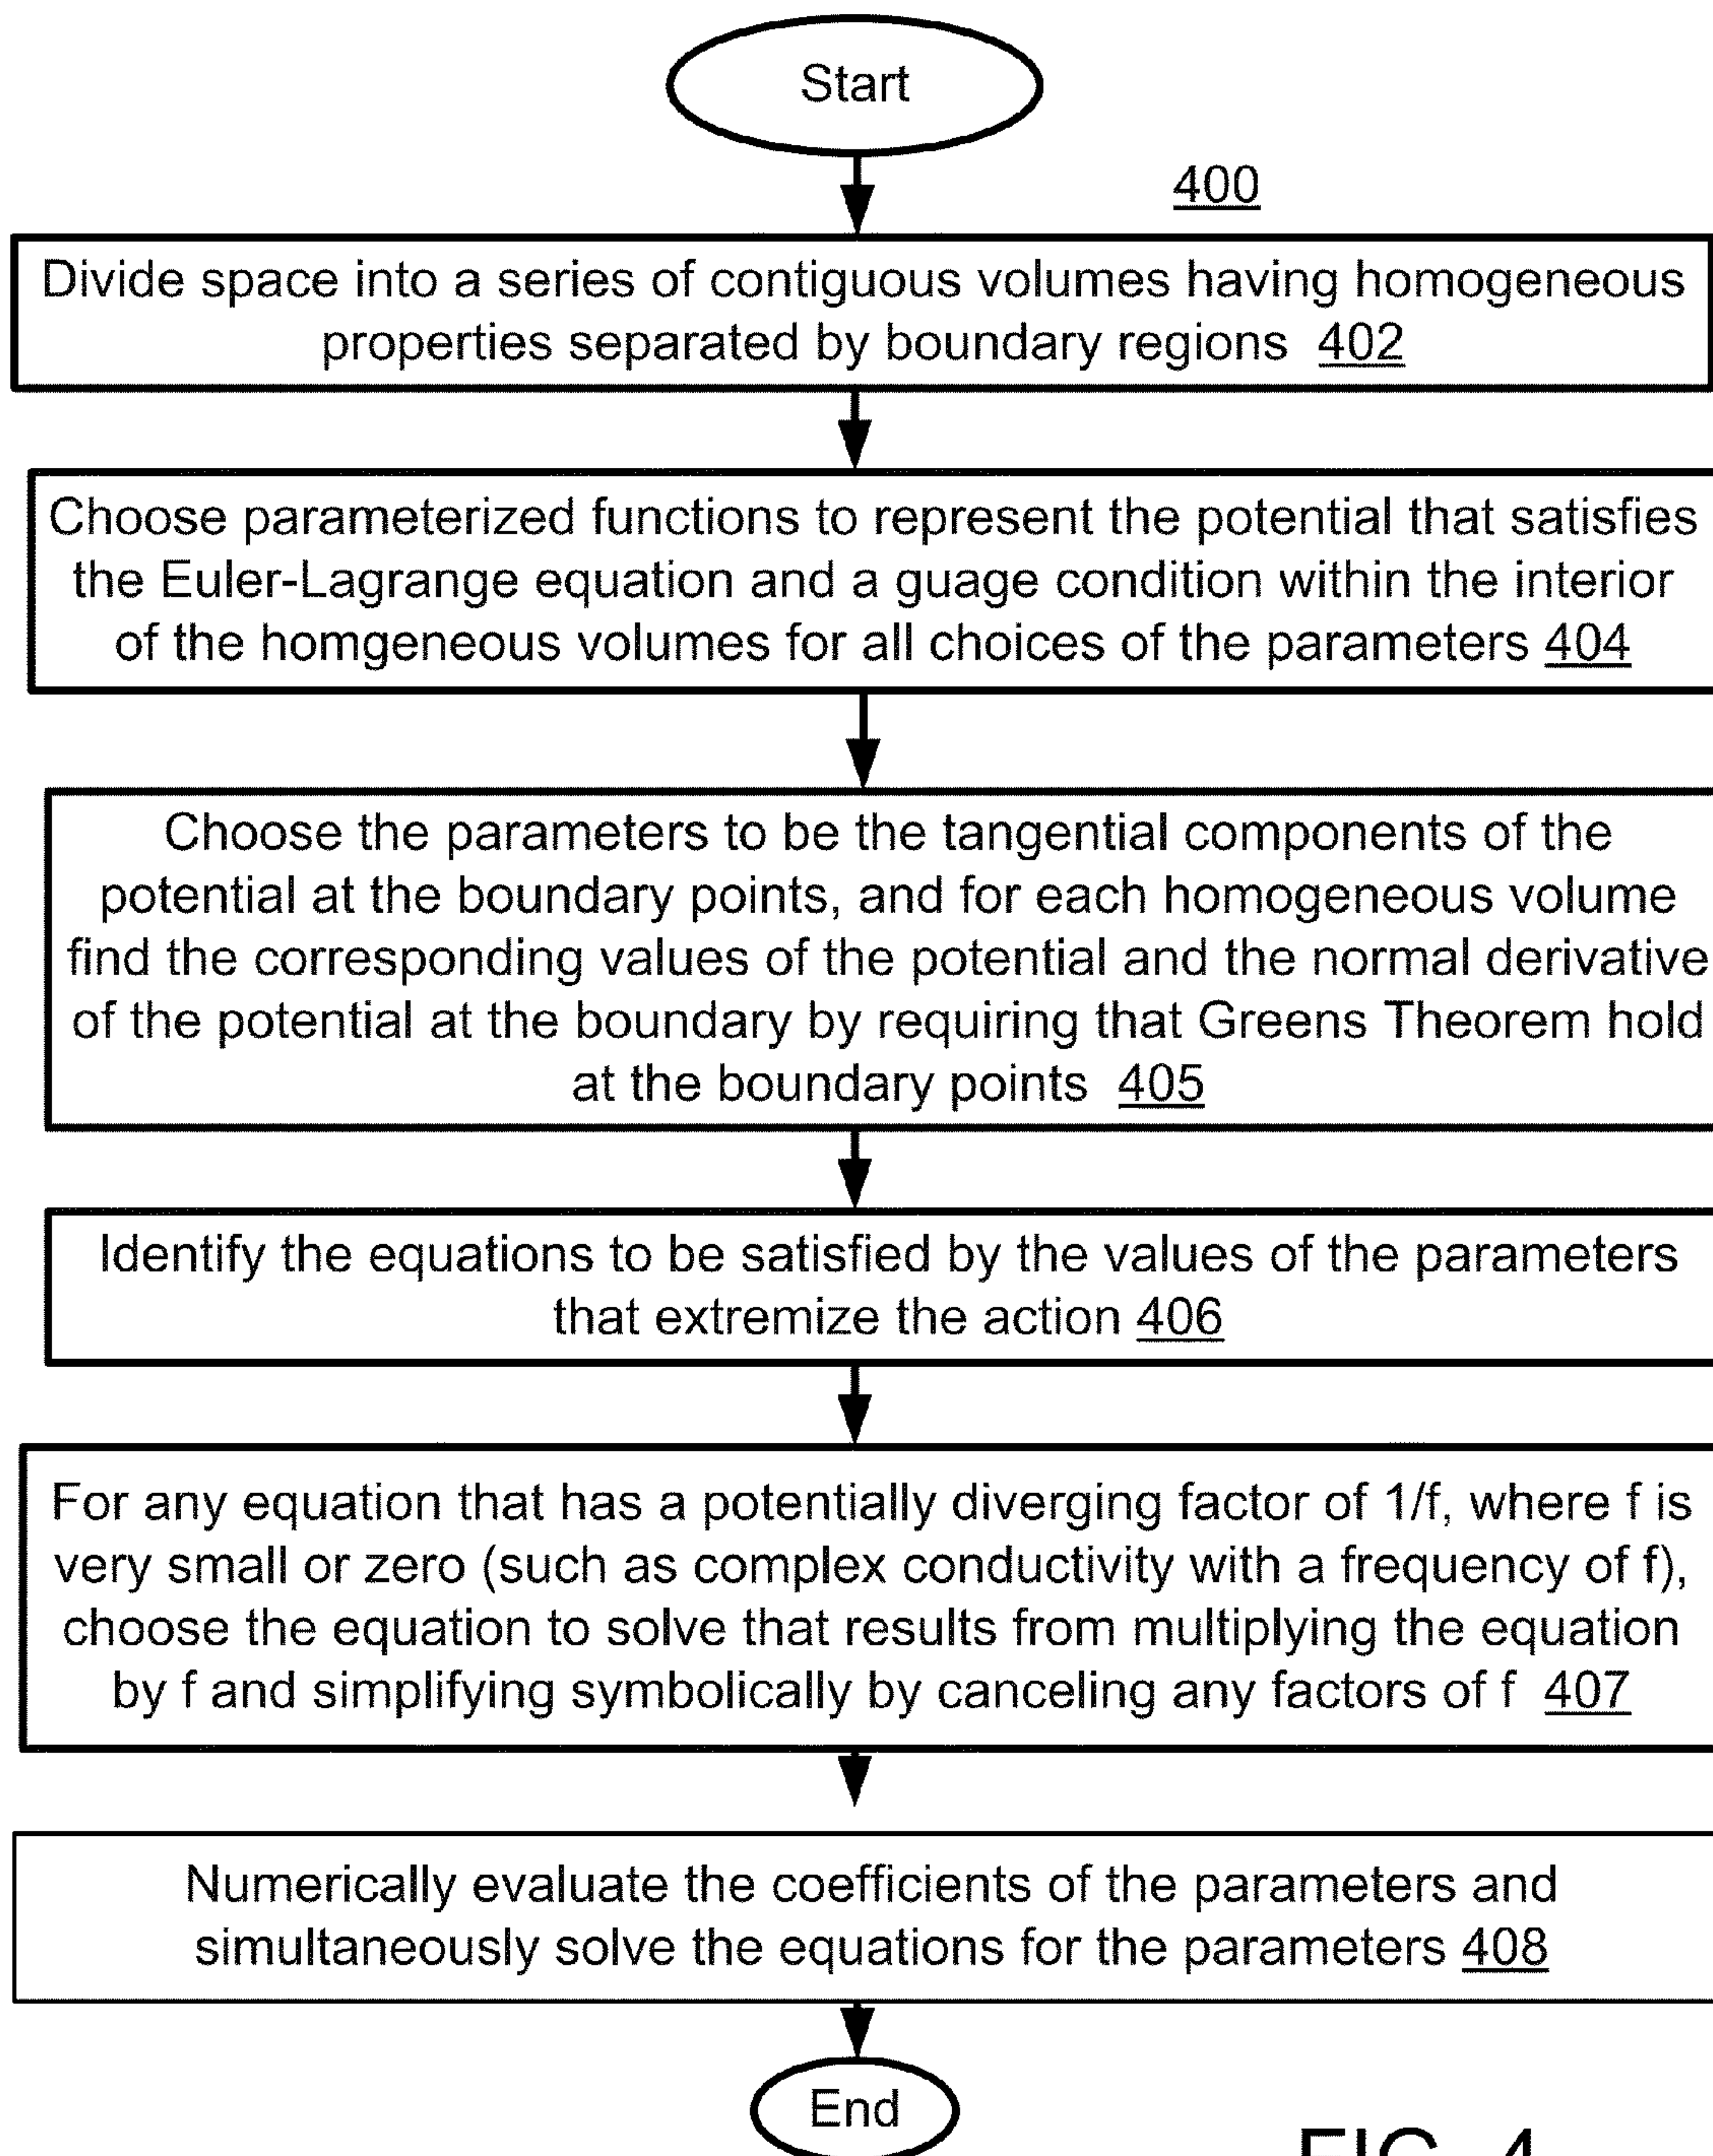 Start
400
Divide space into a series of contiguous volumes having homogeneous
properties separated by boundary regions 402
Choose parameterized functions to represent the potential that satisfies
the Euler-Lagrange equation and a guage condition within the interior
of the homgeneous volumes for all choices of the parameters 404
Choose the parameters to be the tangential components of the
potential at the boundary points, and for each homogeneous volume
find the corresponding values of the potential and the normal derivative
of the potential at the boundary by requiring that Greens Theorem hold
at the boundary points 405
Identify the equations to be satisfied by the values of the parameters
that extremize the action 406
For any equation that has a potentially diverging factor of 1/f, where f is
very small or zero (such as complex conductivity with a frequency of f),
choose the equation to solve that results from multiplying the equation
by f and simplifying symbolically by canceling any factors of f 407
Numerically evaluate the coefficients of the parameters and
simultaneously solve the equations for the parameters 408
End
FIG. 4